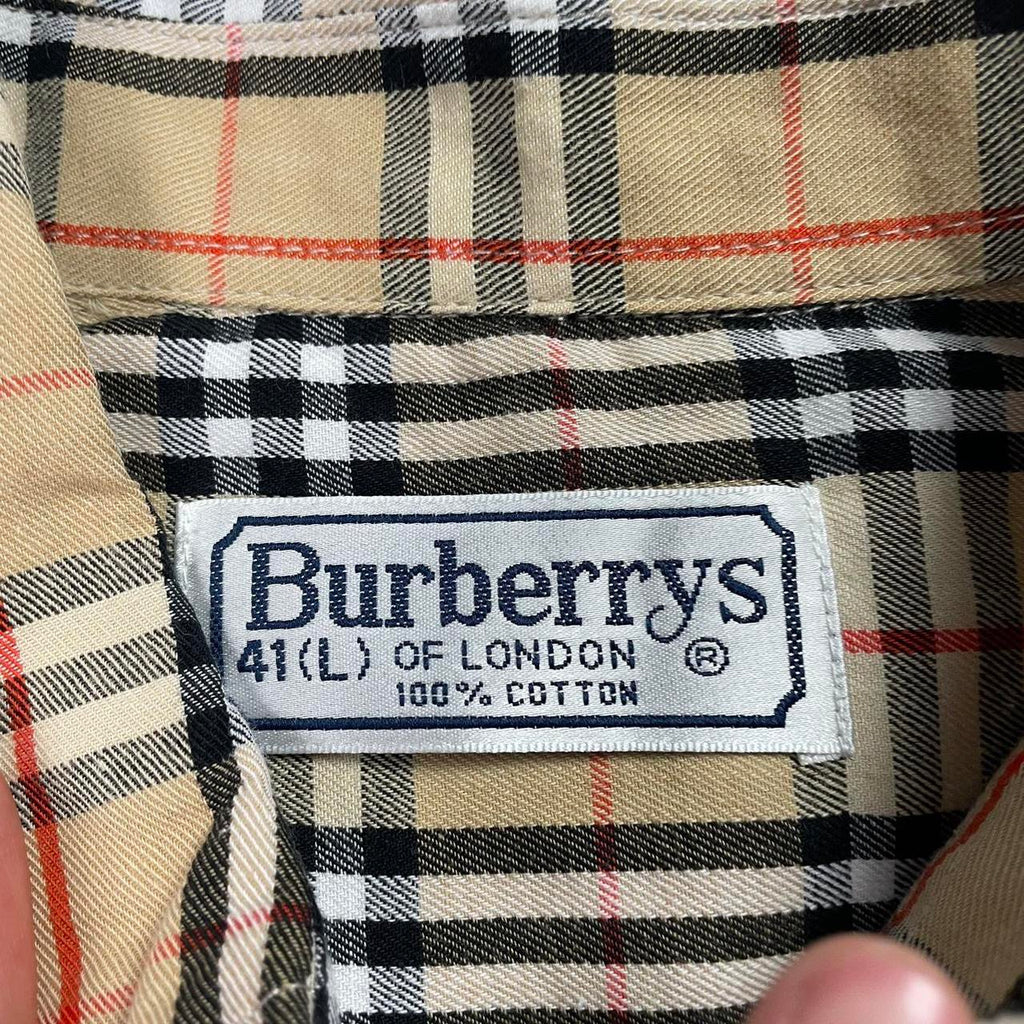 Burberrys
41(L) OF LONDON ®
100% COTTON